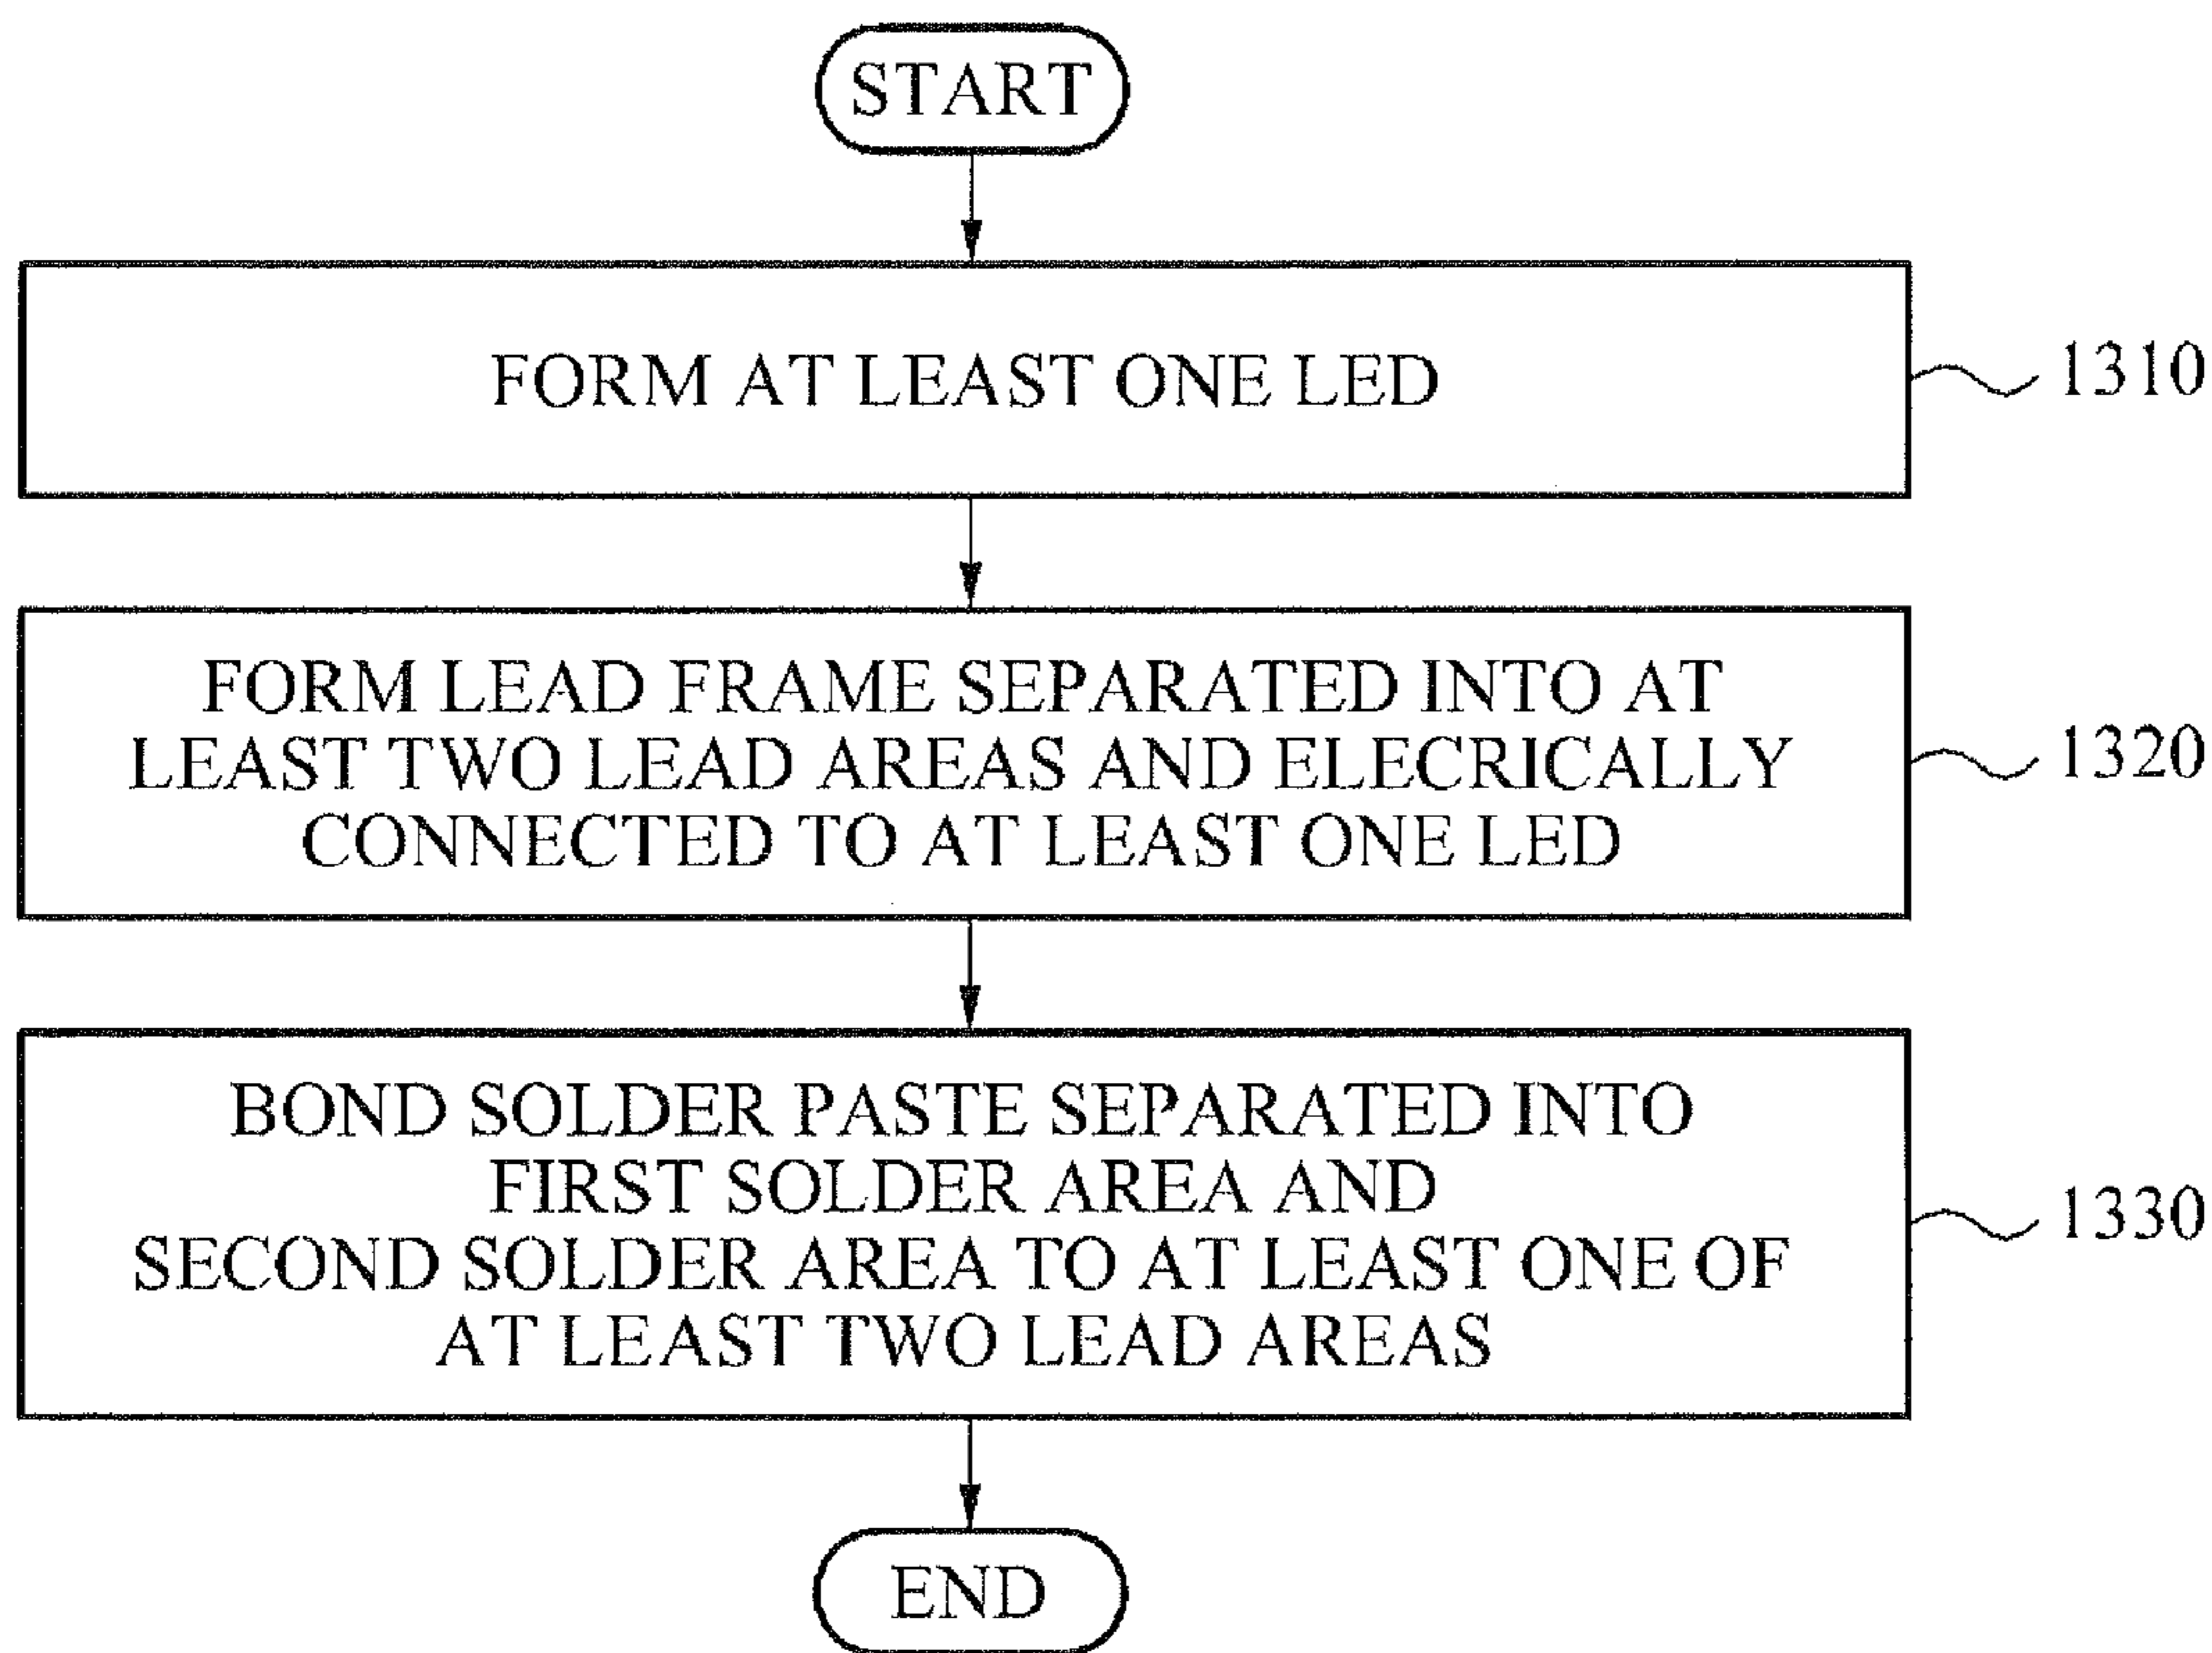 START
FORM AT LEAST ONE LED
1310
FORM LEAD FRAME SEPARATED INTO AT
LEAST TWO LEAD AREAS AND ELECRICALLY
CONNECTED TO AT LEAST ONE LED
1320
BOND SOLDER PASTE SEPARATED INTO
FIRST SOLDER AREA AND
SECOND SOLDER AREA TO AT LEAST ONE OF
AT LEAST TWO LEAD AREAS
1330
END